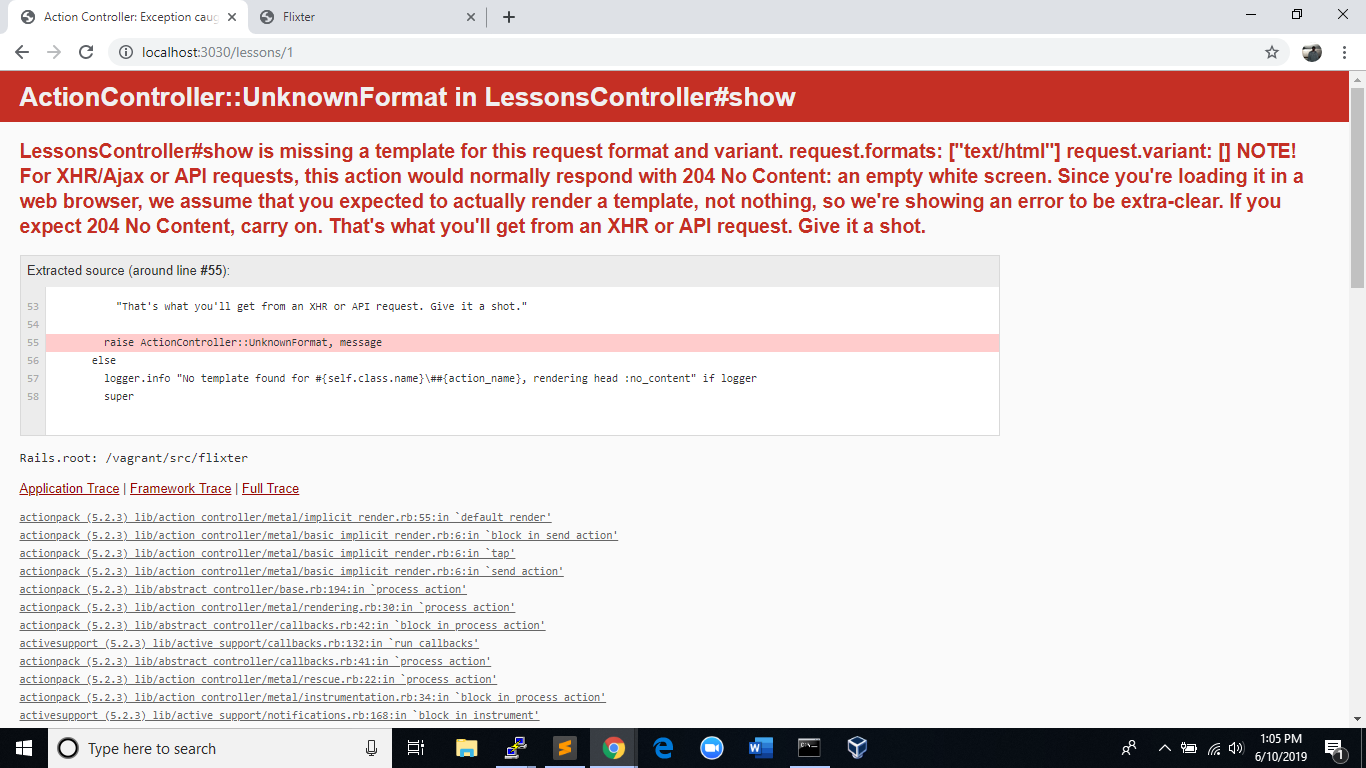 Action Controller: Exception caug
Flixter
localhost:3030/lessons/1
ActionController::UnknownFormat in LessonsController#show
LessonsController#show is missing a template for this request format and variant. request.formats: ["text/html"] request.variant: [] NOTE!
For XHR/Ajax or API requests, this action would normally respond with 204 No Content: an empty white screen. Since you're loading it in a
web browser, we assume that you expected to actually render a template, not nothing, so we're showing an error to be extra-clear. If you
expect 204 No Content, carry on. That's what you'll get from an XHR or API request. Give it a shot.
Extracted source (around line #55):
53 "That's what you'll get from an XHR or API request. Give it a shot."
54
55 raise ActionController::UnknownFormat, message
56 else
57 logger.info "No template found for #{self.class.name}\##{action_name}, rendering head :no_content" if logger
58 super
Rails.root: /vagrant/src/flixter
Application Trace | Framework Trace | Full Trace
actionpack (5.2.3) lib/action_controller/metal/implicit_render.rb:55:in `default_render'
actionpack (5.2.3) lib/action_controller/metal/basic_implicit_render.rb:6:in `block in send_action'
actionpack (5.2.3) lib/action_controller/metal/basic_implicit_render.rb:6:in `tap'
actionpack (5.2.3) lib/action_controller/metal/basic_implicit_render.rb:6:in `send_action'
actionpack (5.2.3) lib/abstract_controller/base.rb:194:in `process_action'
actionpack (5.2.3) lib/action_controller/metal/rendering.rb:30:in `process_action'
actionpack (5.2.3) lib/abstract_controller/callbacks.rb:42:in `block in process_action'
activesupport (5.2.3) lib/active_support/callbacks.rb:132:in `run_callbacks'
actionpack (5.2.3) lib/abstract_controller/callbacks.rb:41:in `process_action'
actionpack (5.2.3) lib/action_controller/metal/rescue.rb:22:in `process_action'
actionpack (5.2.3) lib/action_controller/metal/instrumentation.rb:34:in `block in process_action'
activesupport (5.2.3) lib/active_support/notifications.rb:168:in `block in instrument'
Type here to search
1:05 PM
6/10/2019
1